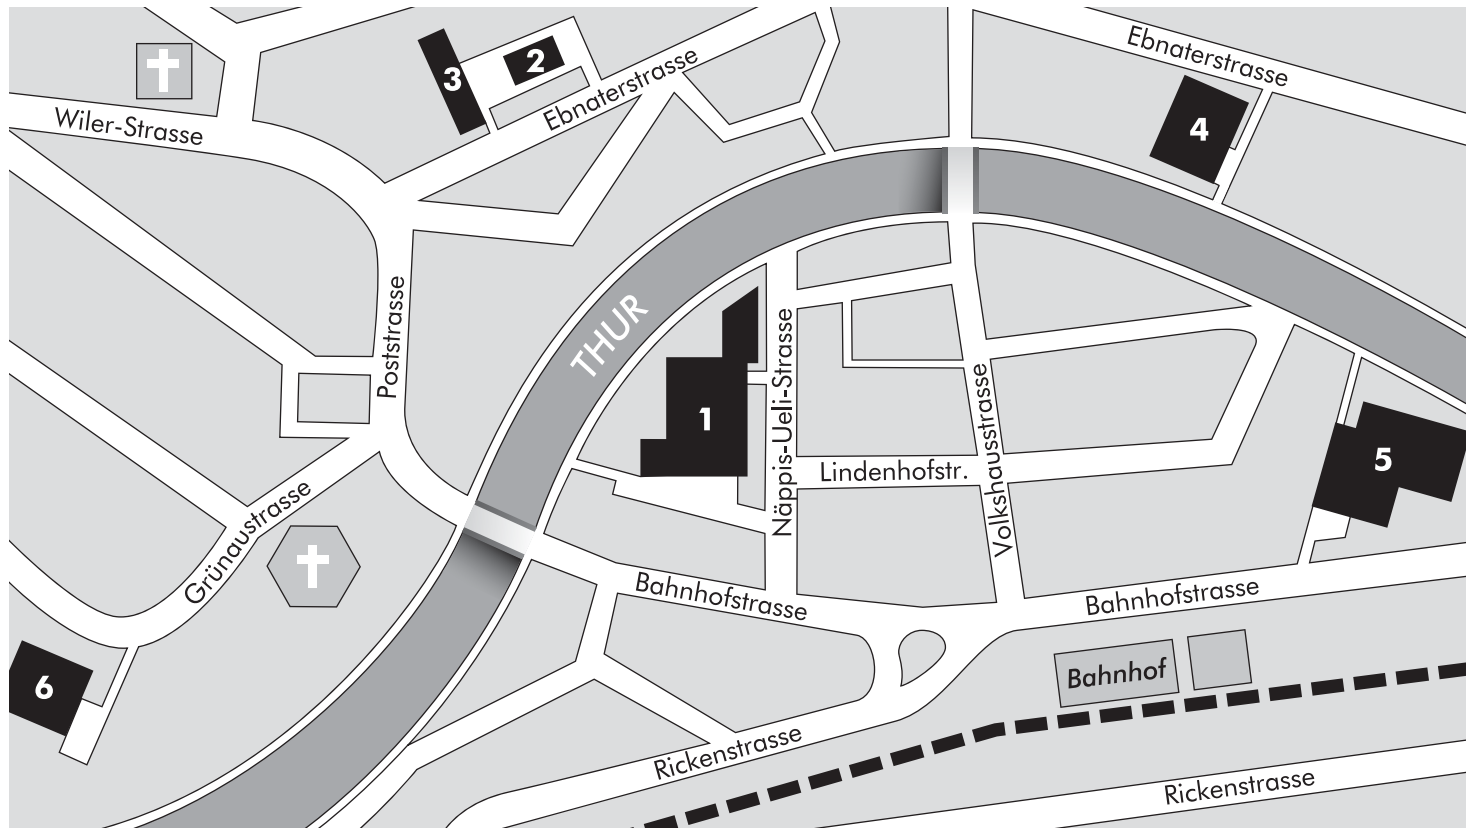 Ebnaterstrasse
2
3
Ebnaterstrasse
Wiler-Strasse
4
Poststrasse
THUR
1
Näppis-Ueli-Strasse
Volkshausstrasse
Lindenhofstr.
5
Grünaustrasse
Bahnhofstrasse
Bahnhofstrasse
6
Bahnhof
Rickenstrasse
Rickenstrasse